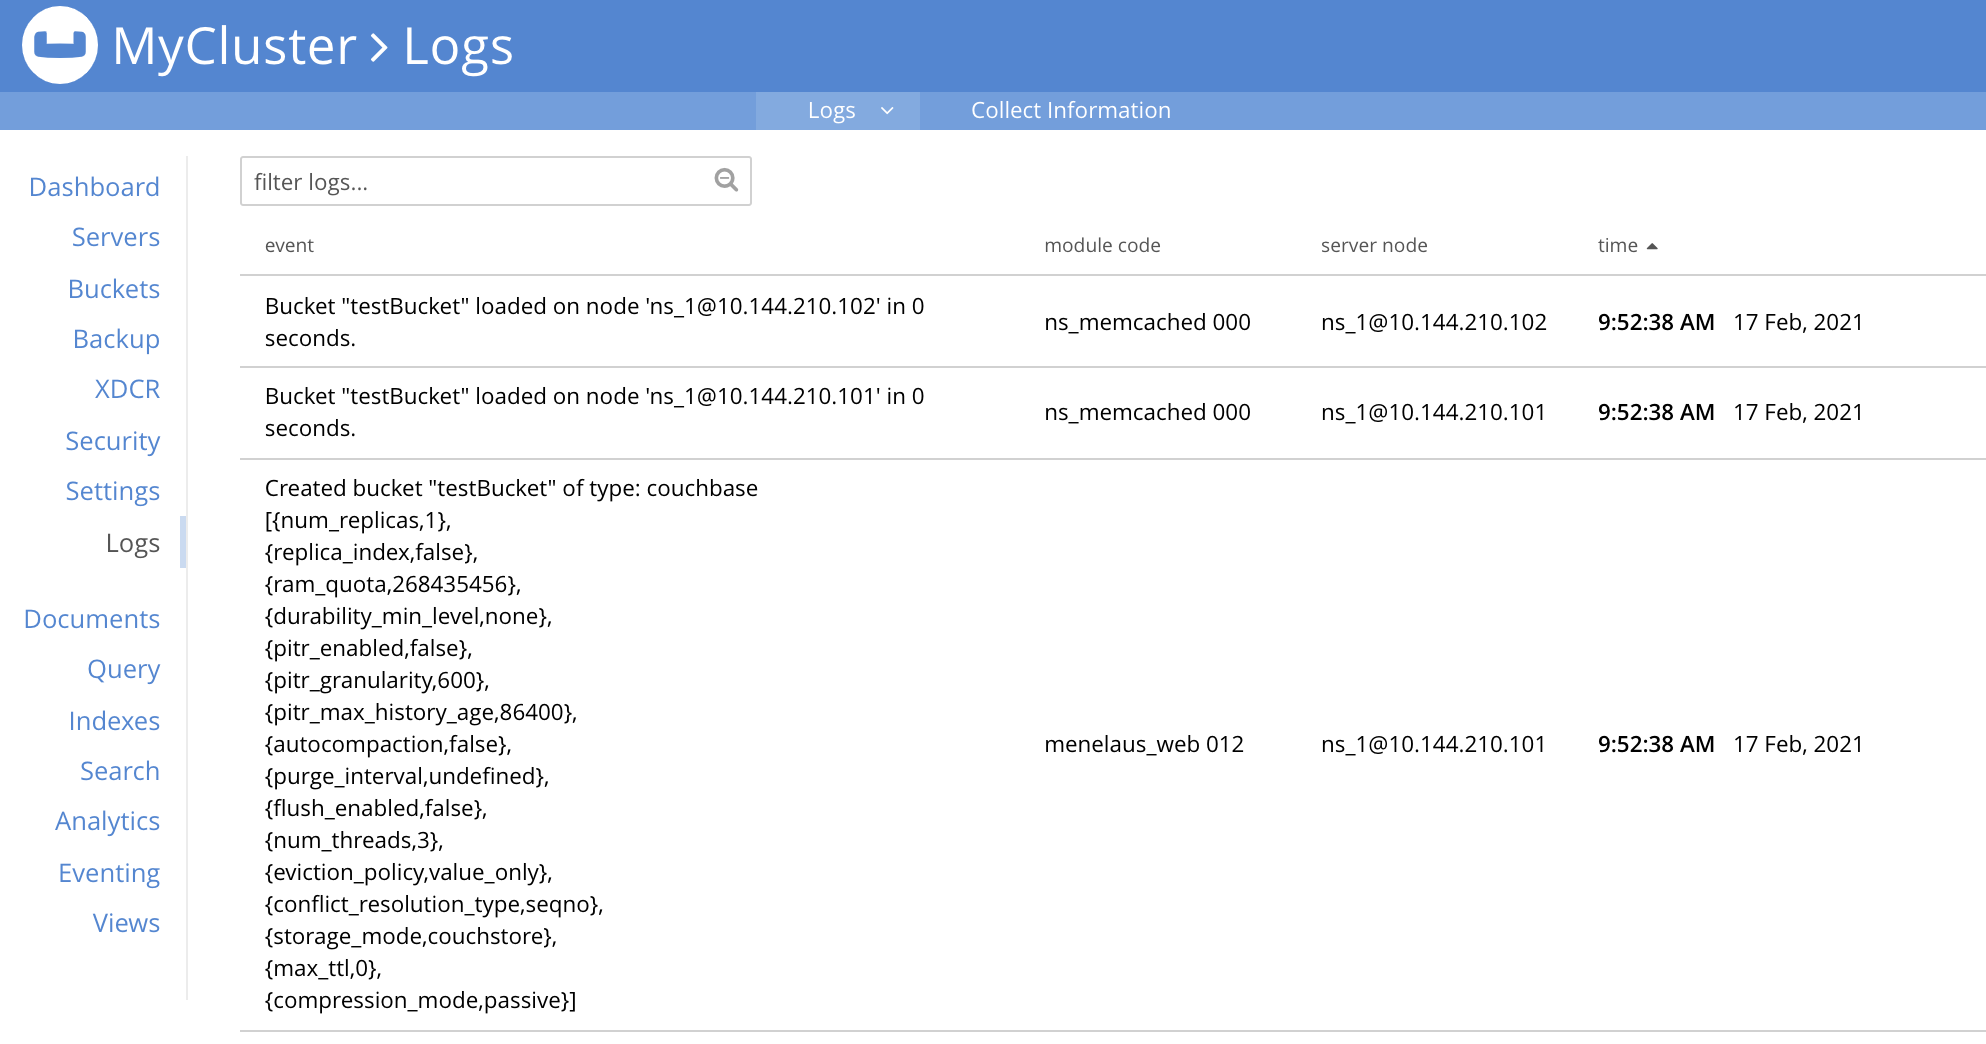 MyCluster > Logs
Logs
Collect Information
Dashboard
Servers
Buckets
Backup
XDCR
Security
Settings
Logs
Documents
Query
Indexes
Search
Analytics
Eventing
Views
filter logs...
event module code server node time
Bucket "testBucket" loaded on node 'ns_1@10.144.210.102' in 0
seconds.
ns_memcached 000 ns_1@10.144.210.102 9:52:38 AM 17 Feb, 2021
Bucket "testBucket" loaded on node 'ns_1@10.144.210.101' in 0
seconds.
ns_memcached 000 ns_1@10.144.210.101 9:52:38 AM 17 Feb, 2021
Created bucket "testBucket" of type: couchbase
[{num_replicas,1},
{replica_index,false},
{ram_quota,268435456},
{durability_min_level,none},
{pitr_enabled,false},
{pitr_granularity,600},
{pitr_max_history_age,86400},
{autocompaction,false},
{purge_interval,undefined},
{flush_enabled,false},
{num_threads,3},
{eviction_policy,value_only},
{conflict_resolution_type,seqno},
{storage_mode,couchstore},
{max_ttl,0},
{compression_mode,passive}]
menelaus_web 012 ns_1@10.144.210.101 9:52:38 AM 17 Feb, 2021